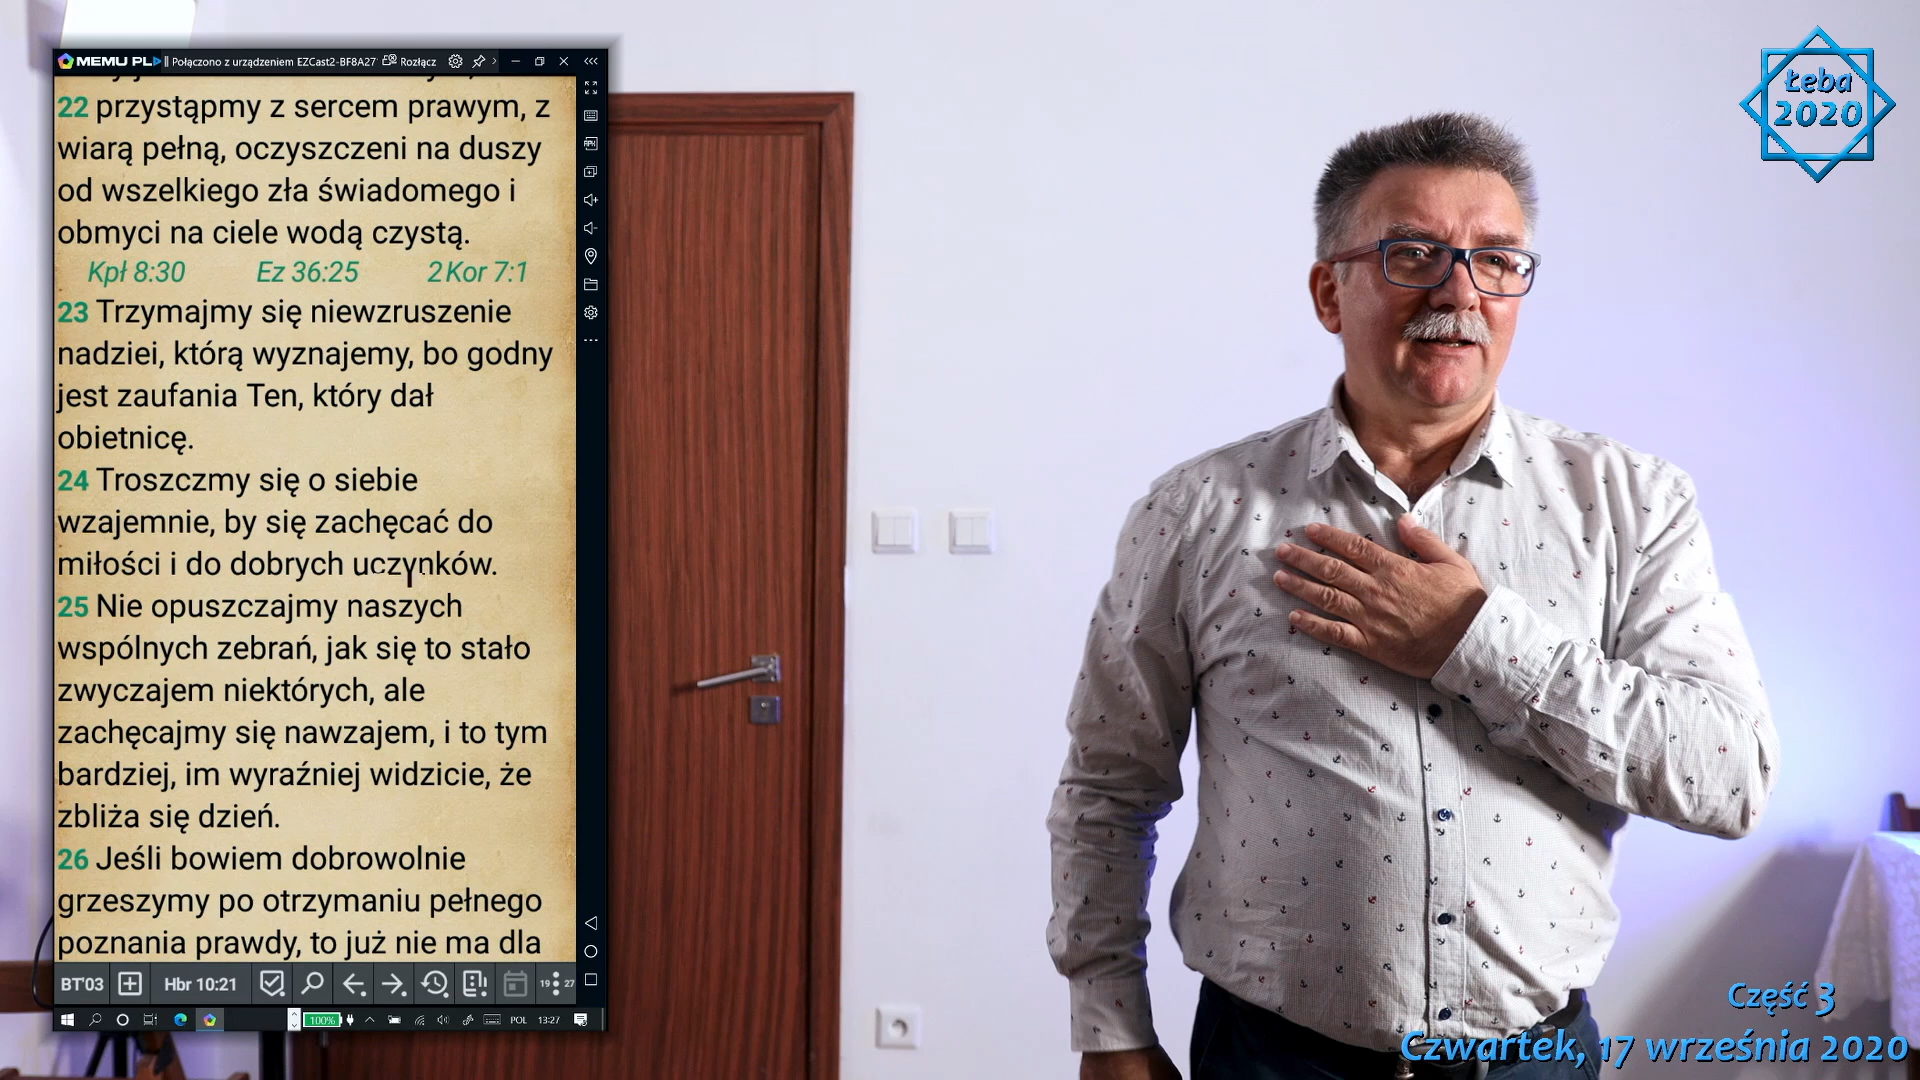 MEMU PL
Połączono z urządzeniem EZCast2-BF8A27
Rozłącz
22 przystąpmy z sercem prawym, z
wiarą pełną, oczyszczeni na duszy
od wszelkiego zła świadomego i
obmyci na ciele wodą czystą.
Kpł 8:30 Ez 36:25 2Kor 7:1
23 Trzymajmy się niewzruszenie
nadziei, którą wyznajemy, bo godny
jest zaufania Ten, który dał
obietnicę.
24 Troszczmy się o siebie
wzajemnie, by się zachęcać do
miłości i do dobrych uczynków.
25 Nie opuszczajmy naszych
wspólnych zebrań, jak się to stało
zwyczajem niektórych, ale
zachęcajmy się nawzajem, i to tym
bardziej, im wyraźniej widzicie, że
zbliża się dzień.
26 Jeśli bowiem dobrowolnie
grzeszymy po otrzymaniu pełnego
poznania prawdy, to już nie ma dla
BT'03 Hbr 10:21 19 27
100% POL 13:27
Łeba
2020
Część 3
Czwartek, 17 września 2020